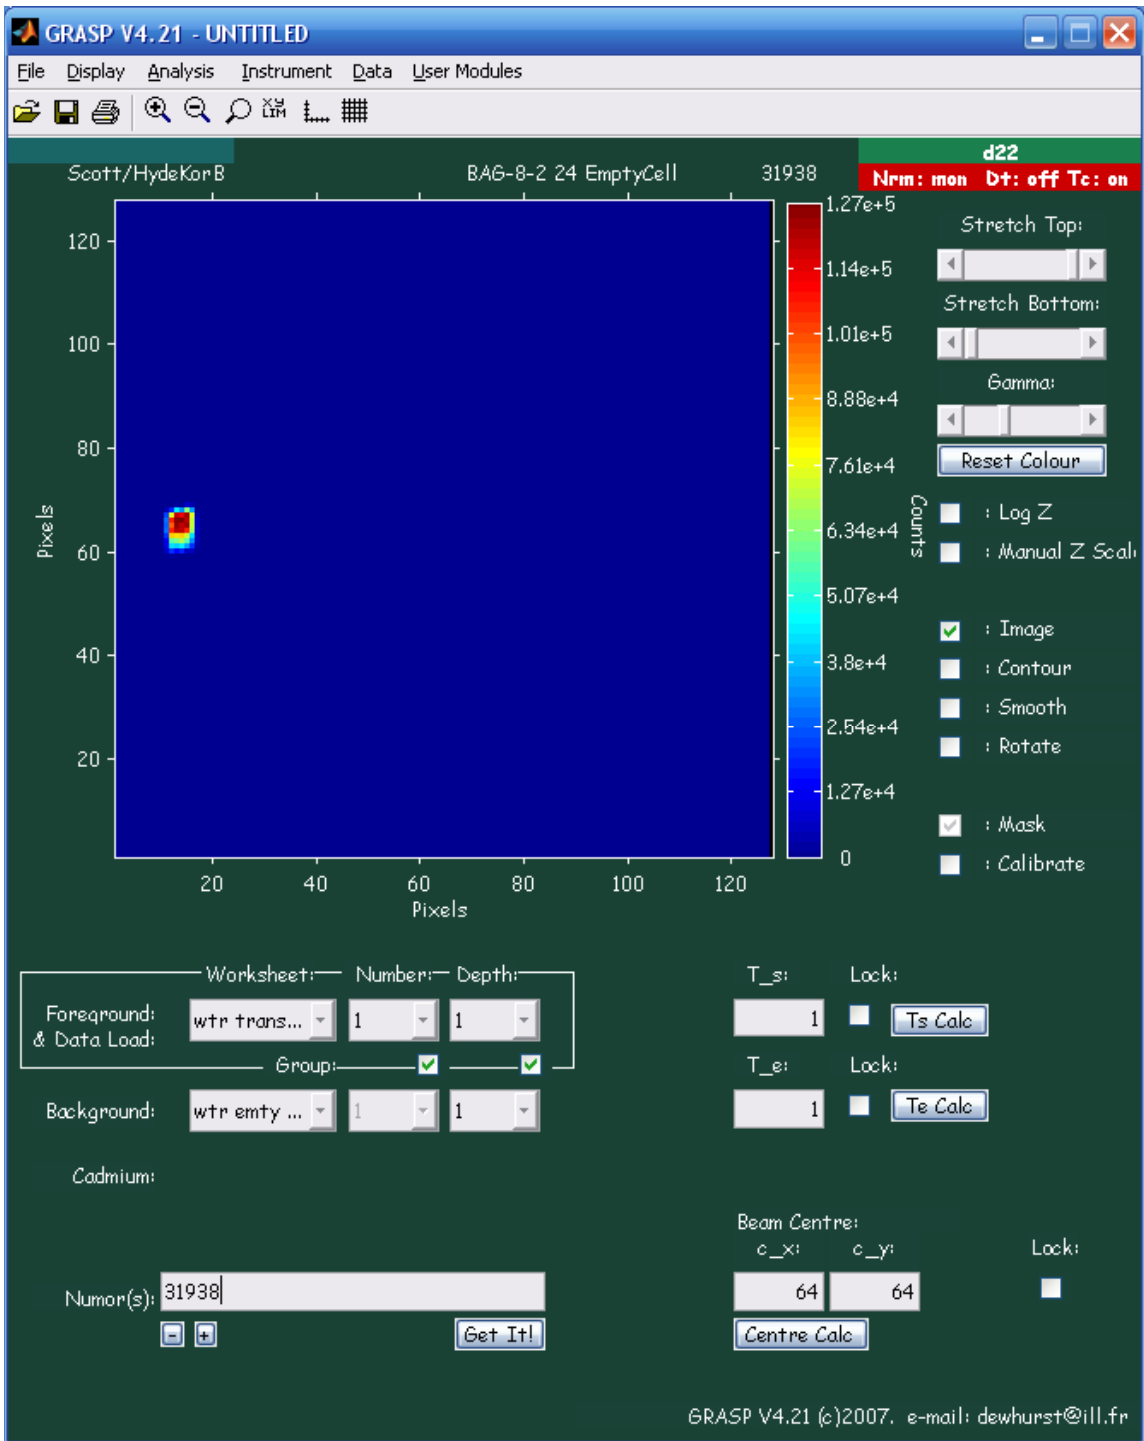 GRASP V4.21 - UNTITLED
File Display Analysis Instrument Data User Modules
XY
LIM
d22
Scott/HydeKorB BAG-8-2 24 EmptyCell 31938 Nrm: mon Dt: off Tc: on
1.27e+5
1.14e+5
1.01e+5
8.88e+4
7.61e+4
6.34e+4
5.07e+4
3.8e+4
2.54e+4
1.27e+4
0
Counts
120
100
80
60
40
20
Pixels
20 40 60 80 100 120
Pixels
Stretch Top:
Stretch Bottom:
Gamma:
Reset Colour
: Log Z
: Manual Z Scal
: Image
: Contour
: Smooth
: Rotate
: Mask
: Calibrate
Worksheet: Number: Depth:
Foreground:
& Data Load:
wtr trans... 1 1
Group:
Background: wtr emty ... 1 1
Cadmium:
T_s: Lock:
1 Ts Calc
T_e: Lock:
1 Te Calc
Beam Centre:
c_x: c_y: Lock:
64 64
Centre Calc
Numor(s): 31938
- + Get It!
GRASP V4.21 (c)2007. e-mail: dewhurst@ill.fr